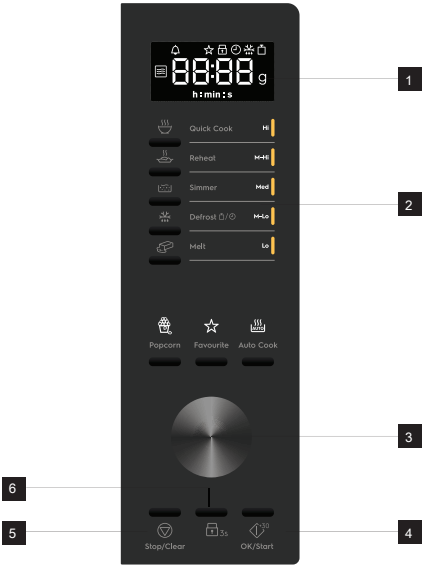 88:88 g
h:min:s
1
Quick Cook Hi
Reheat M-Hi
Simmer Med
2
Defrost / M-Lo
Melt Lo
AUTO
Popcorn Favourite Auto Cook
3
6
5
3s
+30
4
Stop/Clear OK/Start